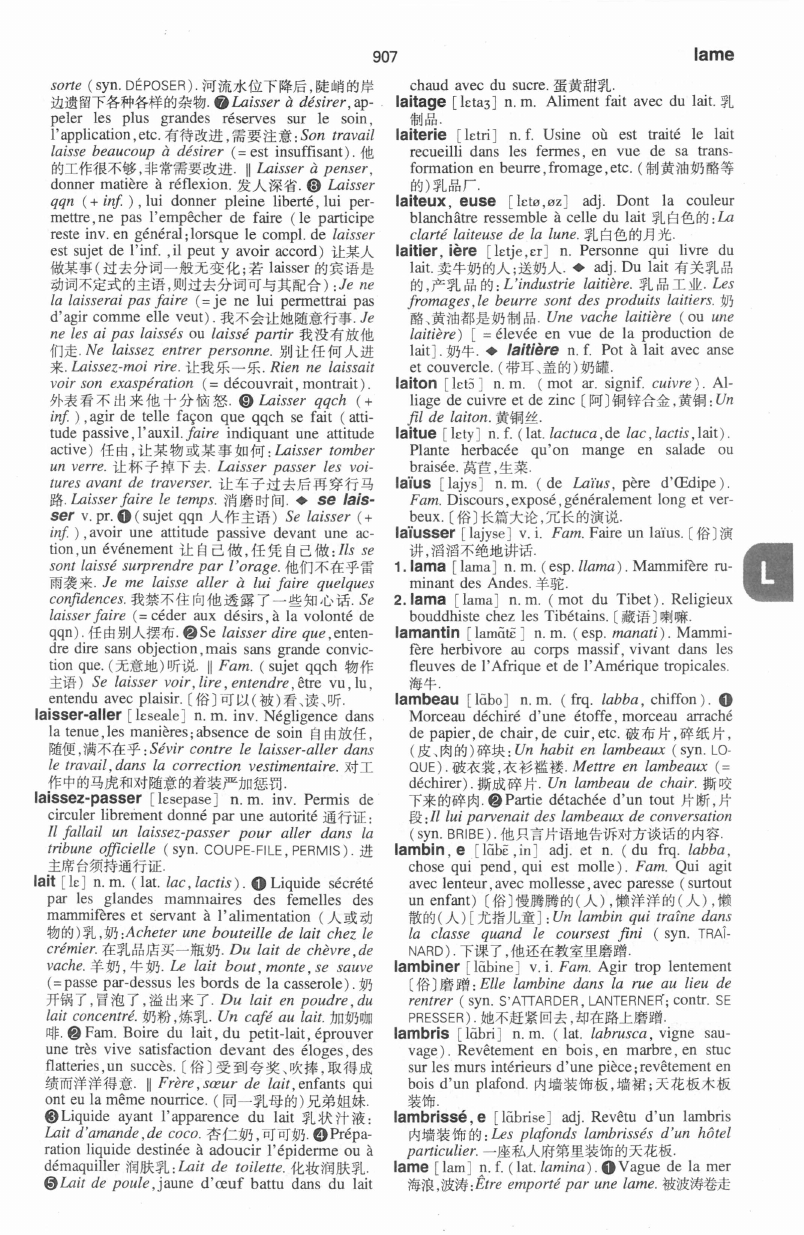 907
lame
sorte (syn. DÉPOSER). 河流水位下降后,陡峭的岸
边遗留下各种各样的杂物. ❼ Laisser à désirer, ap-
peler les plus grandes réserves sur le soin,
l'application, etc. 有待改进,需要注意: Son travail
laisse beaucoup à désirer (= est insuffisant). 他
的工作很不够,非常需要改进. ‖ Laisser à penser,
donner matière à réflexion. 发人深省. ❽ Laisser
qqn (+ inf.), lui donner pleine liberté, lui per-
mettre, ne pas l'empêcher de faire (le participe
reste inv. en général; lorsque le compl. de laisser
est sujet de l'inf., il peut y avoir accord) 让某人
做某事(过去分词一般无变化;若 laisser 的宾语是
动词不定式的主语,则过去分词可与其配合): Je ne
la laisserai pas faire (= je ne lui permettrai pas
d'agir comme elle veut). 我不会让她随意行事. Je
ne les ai pas laissés ou laissé partir 我没有放他
们走. Ne laissez entrer personne. 别让任何人进
来. Laissez-moi rire. 让我乐一乐. Rien ne laissait
voir son exaspération (= découvrait, montrait).
外表看不出来他十分恼怒. ❾ Laisser qqch (+
inf.), agir de telle façon que qqch se fait (atti-
tude passive, l'auxil. faire indiquant une attitude
active) 任由,让某物或某事如何: Laisser tomber
un verre. 让杯子掉下去. Laisser passer les voi-
tures avant de traverser. 让车子过去后再穿行马
路. Laisser faire le temps. 消磨时间. ◆ se lais-
ser v. pr. ❶ (sujet qqn 人作主语) Se laisser (+
inf.), avoir une attitude passive devant une ac-
tion, un événement 让自己做,任凭自己做: Ils se
sont laissé surprendre par l'orage. 他们不在乎雷
雨袭来. Je me laisse aller à lui faire quelques
confidences. 我禁不住向他透露了一些知心话. Se
laisser faire (= céder aux désirs, à la volonté de
qqn). 任由别人摆布. ❷ Se laisser dire que, enten-
dre dire sans objection, mais sans grande convic-
tion que. (无意地)听说. ‖ Fam. (sujet qqch 物作
主语) Se laisser voir, lire, entendre, être vu, lu,
entendu avec plaisir. 〔俗〕可以(被)看、读、听.
laisser-aller [lɛseale] n. m. inv. Négligence dans
la tenue, les manières; absence de soin 自由放任,
随便,满不在乎: Sévir contre le laisser-aller dans
le travail, dans la correction vestimentaire. 对工
作中的马虎和对随意的着装严加惩罚.
laissez-passer [lɛsepase] n. m. inv. Permis de
circuler librement donné par une autorité 通行证:
Il fallait un laissez-passer pour aller dans la
tribune officielle (syn. COUPE-FILE, PERMIS). 进
主席台须持通行证.
lait [lɛ] n. m. (lat. lac, lactis). ❶ Liquide sécrété
par les glandes mammaires des femelles des
mammifères et servant à l'alimentation (人或动
物的)乳,奶: Acheter une bouteille de lait chez le
crémier. 在乳品店买一瓶奶. Du lait de chèvre, de
vache. 羊奶,牛奶. Le lait bout, monte, se sauve
(= passe par-dessus les bords de la casserole). 奶
开锅了,冒泡了,溢出来了. Du lait en poudre, du
lait concentré. 奶粉,炼乳. Un café au lait. 加奶咖
啡. ❷ Fam. Boire du lait, du petit-lait, éprouver
une très vive satisfaction devant des éloges, des
flatteries, un succès. 〔俗〕受到夸奖、吹捧,取得成
绩而洋洋得意. ‖ Frère, sœur de lait, enfants qui
ont eu la même nourrice. (同一乳母的)兄弟姐妹.
❸ Liquide ayant l'apparence du lait 乳状汁液:
Lait d'amande, de coco. 杏仁奶,可可奶. ❹ Prépa-
ration liquide destinée à adoucir l'épiderme ou à
démaquiller 润肤乳: Lait de toilette. 化妆润肤乳.
❺ Lait de poule, jaune d'œuf battu dans du lait
chaud avec du sucre. 蛋黄甜乳.
laitage [lɛtaʒ] n. m. Aliment fait avec du lait. 乳
制品.
laiterie [lɛtri] n. f. Usine où est traité le lait
recueilli dans les fermes, en vue de sa trans-
formation en beurre, fromage, etc. (制黄油奶酪等
的)乳品厂.
laiteux, euse [lɛtø, øz] adj. Dont la couleur
blanchâtre ressemble à celle du lait 乳白色的: La
clarté laiteuse de la lune. 乳白色的月光.
laitier, ière [lɛtje, ɛr] n. Personne qui livre du
lait. 卖牛奶的人;送奶人. ◆ adj. Du lait 有关乳品
的,产乳品的: L'industrie laitière. 乳品工业. Les
fromages, le beurre sont des produits laitiers. 奶
酪、黄油都是奶制品. Une vache laitière (ou une
laitière) [= élevée en vue de la production de
lait]. 奶牛. ◆ laitière n. f. Pot à lait avec anse
et couvercle. (带耳、盖的)奶罐.
laiton [lɛtɔ̃] n. m. (mot ar. signif. cuivre). Al-
liage de cuivre et de zinc〔阿〕铜锌合金,黄铜: Un
fil de laiton. 黄铜丝.
laitue [lɛty] n. f. (lat. lactuca, de lac, lactis, lait).
Plante herbacée qu'on mange en salade ou
braisée. 莴苣,生菜.
laïus [lajys] n. m. (de Laïus, père d'Œdipe).
Fam. Discours, exposé, généralement long et ver-
beux. 〔俗〕长篇大论,冗长的演说.
laïusser [lajyse] v. i. Fam. Faire un laïus. 〔俗〕演
讲,滔滔不绝地讲话.
1. lama [lama] n. m. (esp. llama). Mammifère ru-
minant des Andes. 羊驼.
2. lama [lama] n. m. (mot du Tibet). Religieux
bouddhiste chez les Tibétains. 〔藏语〕喇嘛.
lamantin [lamɑ̃tɛ̃] n. m. (esp. manati). Mammi-
fère herbivore au corps massif, vivant dans les
fleuves de l'Afrique et de l'Amérique tropicales.
海牛.
lambeau [lɑ̃bo] n. m. (frq. labba, chiffon). ❶
Morceau déchiré d'une étoffe, morceau arraché
de papier, de chair, de cuir, etc. 破布片,碎纸片,
(皮、肉的)碎块: Un habit en lambeaux (syn. LO-
QUE). 破衣裳,衣衫褴褛. Mettre en lambeaux (=
déchirer). 撕成碎片. Un lambeau de chair. 撕咬
下来的碎肉. ❷ Partie détachée d'un tout 片断,片
段: Il lui parvenait des lambeaux de conversation
(syn. BRIBE). 他只言片语地告诉对方谈话的内容.
lambin, e [lɑ̃bɛ̃, in] adj. et n. (du frq. labba,
chose qui pend, qui est molle). Fam. Qui agit
avec lenteur, avec mollesse, avec paresse (surtout
un enfant)〔俗〕慢腾腾的(人),懒洋洋的(人),懒
散的(人)[尤指儿童]: Un lambin qui traîne dans
la classe quand le coursest fini (syn. TRAÎ-
NARD). 下课了,他还在教室里磨蹭.
lambiner [lɑ̃bine] v. i. Fam. Agir trop lentement
〔俗〕磨蹭: Elle lambine dans la rue au lieu de
rentrer (syn. S'ATTARDER, LANTERNER; contr. SE
PRESSER). 她不赶紧回去,却在路上磨蹭.
lambris [lɑ̃bri] n. m. (lat. labrusca, vigne sau-
vage). Revêtement en bois, en marbre, en stuc
sur les murs intérieurs d'une pièce; revêtement en
bois d'un plafond. 内墙装饰板,墙裙;天花板木板
装饰.
lambrissé, e [lɑ̃brise] adj. Revêtu d'un lambris
内墙装饰的: Les plafonds lambrissés d'un hôtel
particulier. 一座私人府第里装饰的天花板.
lame [lam] n. f. (lat. lamina). ❶ Vague de la mer
海浪,波涛: Être emporté par une lame. 被波涛卷走
L